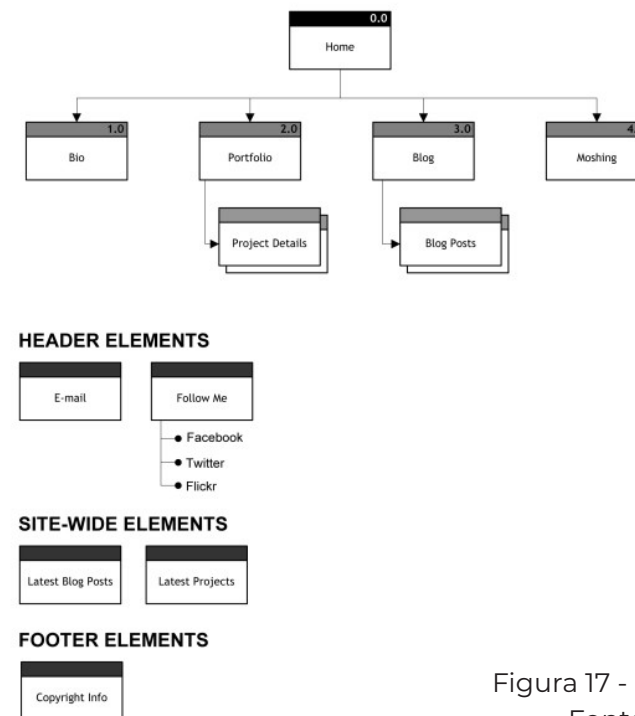 0.0
Home
1.0
2.0
3.0
Bio
Portfolio
Blog
Moshing
Project Details
Blog Posts
HEADER ELEMENTS
E-mail
Follow Me
Facebook
Twitter
Flickr
SITE-WIDE ELEMENTS
Latest Blog Posts
Latest Projects
FOOTER ELEMENTS
Copyright Info
Figura 17 -